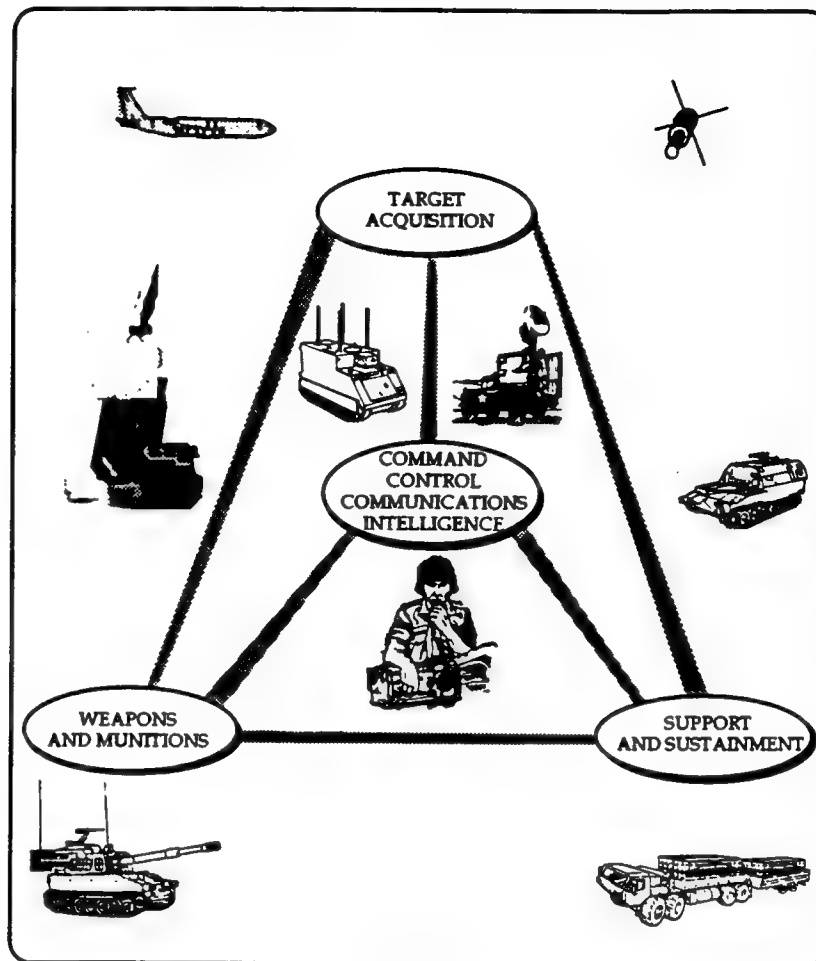 TARGET
ACQUISITION
COMMAND
CONTROL
COMMUNICATIONS
INTELLIGENCE
WEAPONS
AND MUNITIONS
SUPPORT
AND SUSTAINMENT